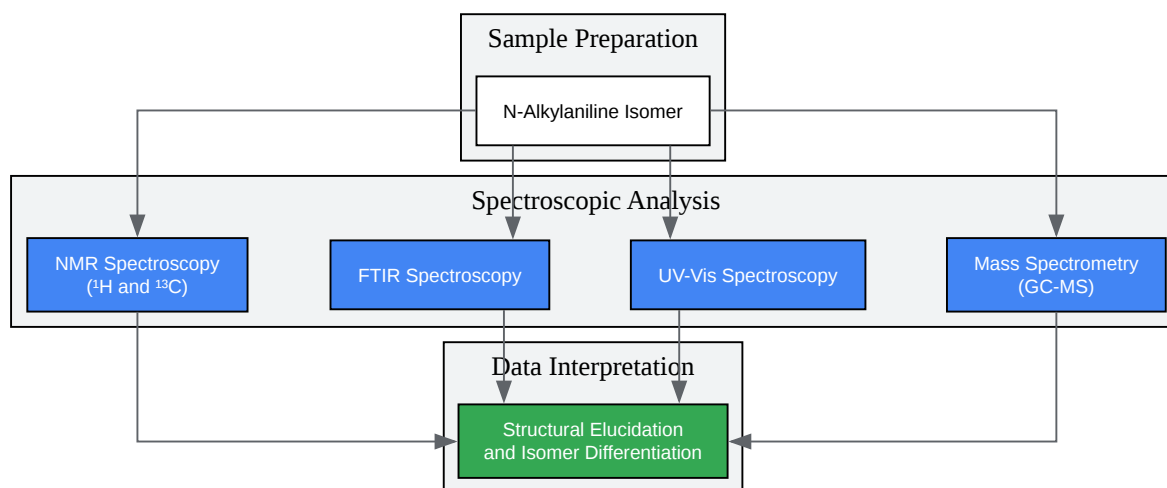 Sample Preparation
N-Alkylaniline Isomer
Spectroscopic Analysis
NMR Spectroscopy
(¹H and ¹³C)
FTIR Spectroscopy
UV-Vis Spectroscopy
Mass Spectrometry
(GC-MS)
Data Interpretation
Structural Elucidation
and Isomer Differentiation